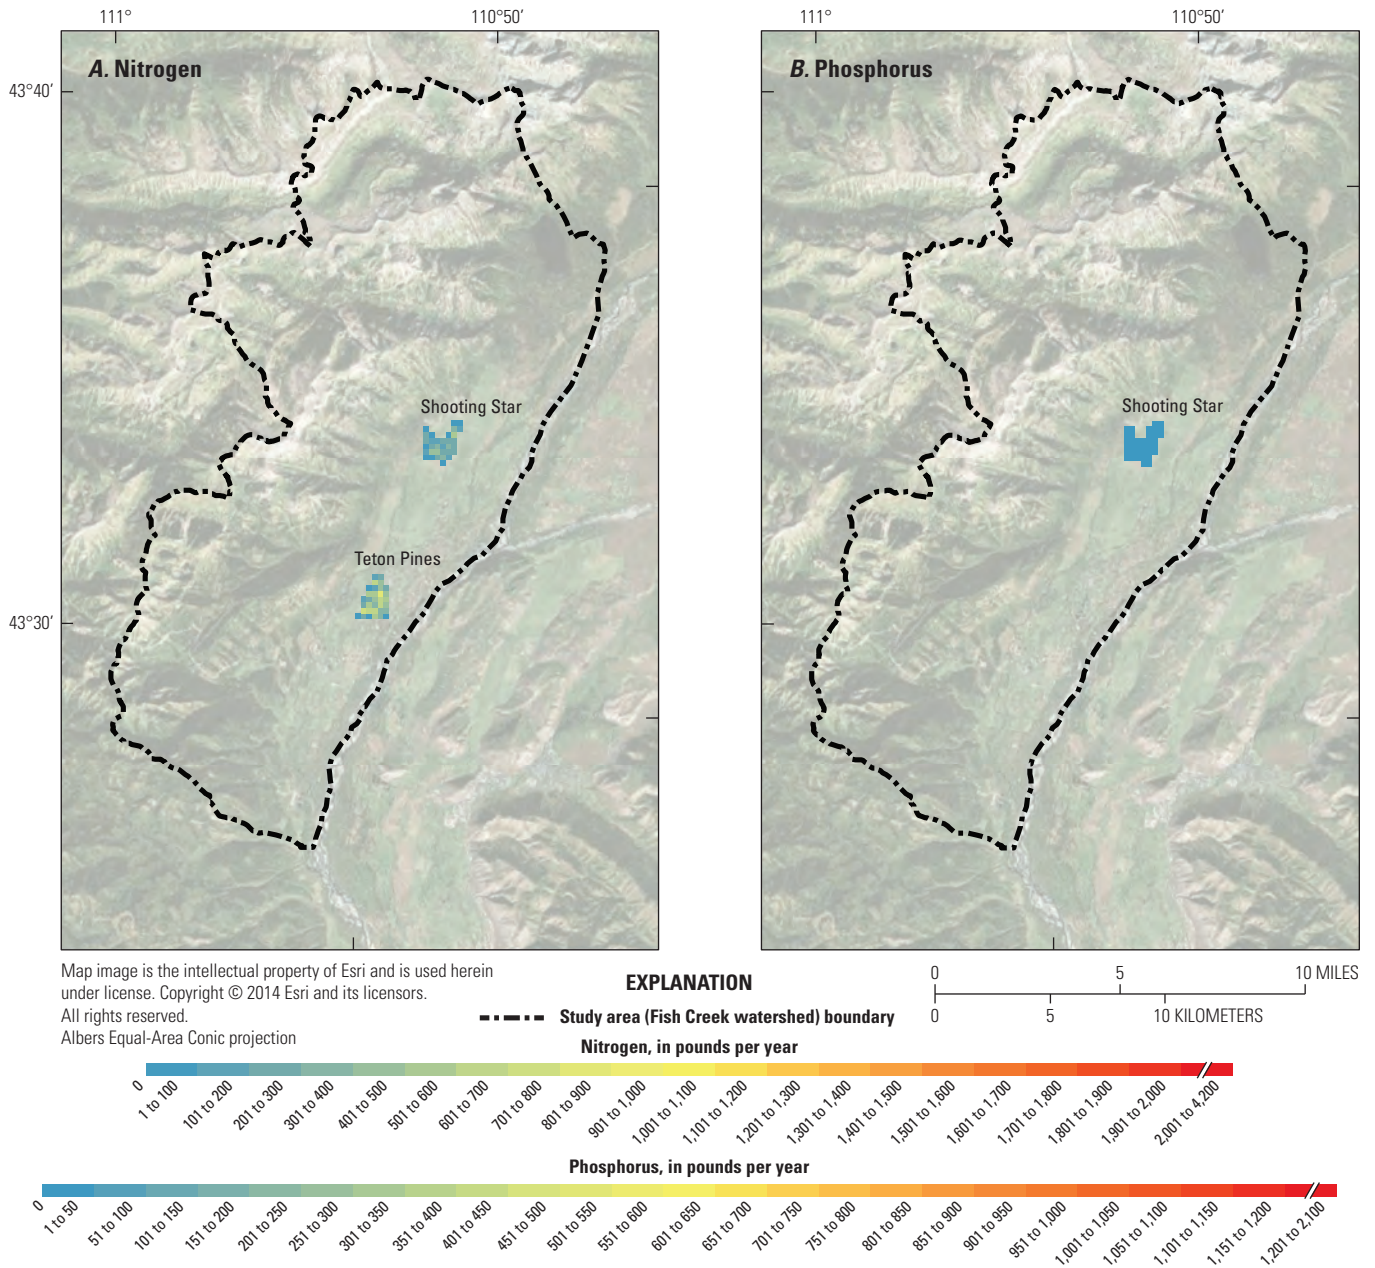 111°
110°50′
111°
110°50′
A. Nitrogen
B. Phosphorus
43°40′
Shooting Star
Shooting Star
Teton Pines
43°30′
Map image is the intellectual property of Esri and is used herein
under license. Copyright © 2014 Esri and its licensors.
All rights reserved.
Albers Equal-Area Conic projection
EXPLANATION
Study area (Fish Creek watershed) boundary
0 5 10 MILES
0 5 10 KILOMETERS
Nitrogen, in pounds per year
0
1 to 100
101 to 200
201 to 300
301 to 400
401 to 500
501 to 600
601 to 700
701 to 800
801 to 900
901 to 1,000
1,001 to 1,100
1,101 to 1,200
1,201 to 1,300
1,301 to 1,400
1,401 to 1,500
1,501 to 1,600
1,601 to 1,700
1,701 to 1,800
1,801 to 1,900
1,901 to 2,000
2,001 to 4,200
Phosphorus, in pounds per year
0
1 to 50
51 to 100
101 to 150
151 to 200
201 to 250
251 to 300
301 to 350
351 to 400
401 to 450
451 to 500
501 to 550
551 to 600
601 to 650
651 to 700
701 to 750
751 to 800
801 to 850
851 to 900
901 to 950
951 to 1,000
1,001 to 1,050
1,051 to 1,100
1,101 to 1,150
1,151 to 1,200
1,201 to 2,100